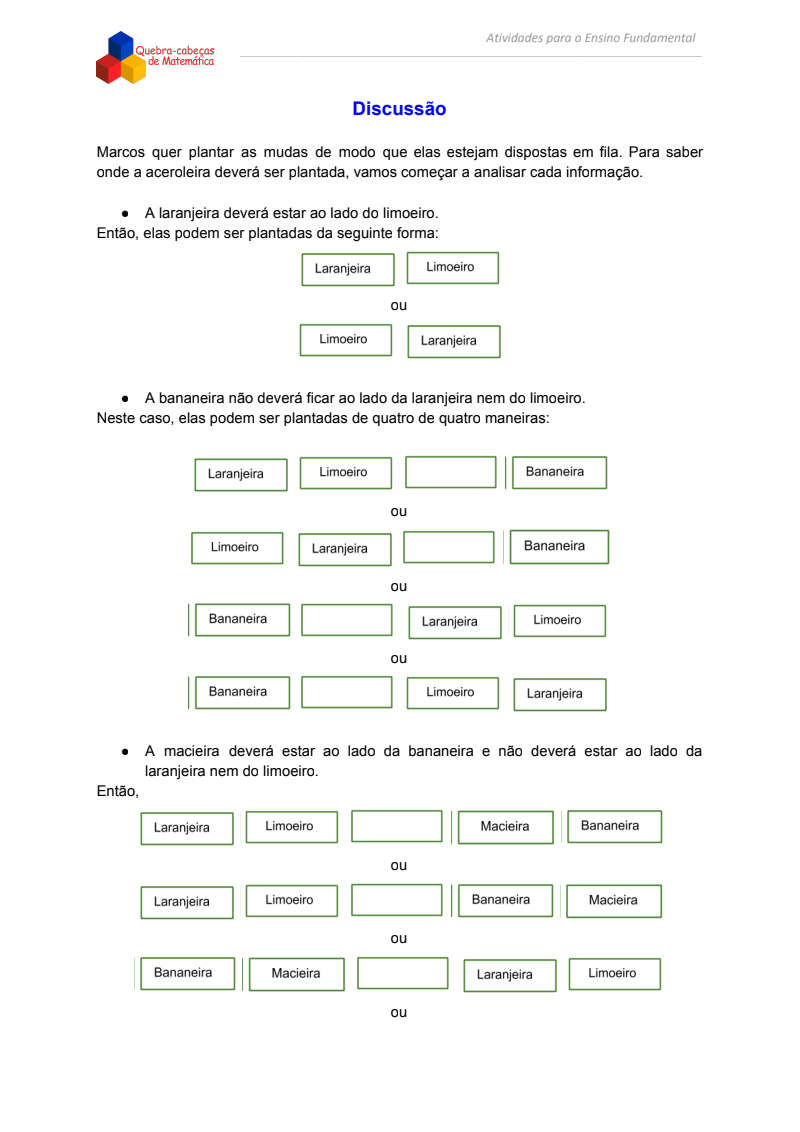 Quebra-cabeças
de Matemática
Atividades para o Ensino Fundamental
Discussão
Marcos quer plantar as mudas de modo que elas estejam dispostas em fila. Para saber
onde a aceroleira deverá ser plantada, vamos começar a analisar cada informação.
● A laranjeira deverá estar ao lado do limoeiro.
Então, elas podem ser plantadas da seguinte forma:
Laranjeira Limoeiro
ou
Limoeiro Laranjeira
● A bananeira não deverá ficar ao lado da laranjeira nem do limoeiro.
Neste caso, elas podem ser plantadas de quatro de quatro maneiras:
Laranjeira Limoeiro Bananeira
ou
Limoeiro Laranjeira Bananeira
ou
Bananeira Laranjeira Limoeiro
ou
Bananeira Limoeiro Laranjeira
● A macieira deverá estar ao lado da bananeira e não deverá estar ao lado da
laranjeira nem do limoeiro.
Então,
Laranjeira Limoeiro Macieira Bananeira
ou
Laranjeira Limoeiro Bananeira Macieira
ou
Bananeira Macieira Laranjeira Limoeiro
ou